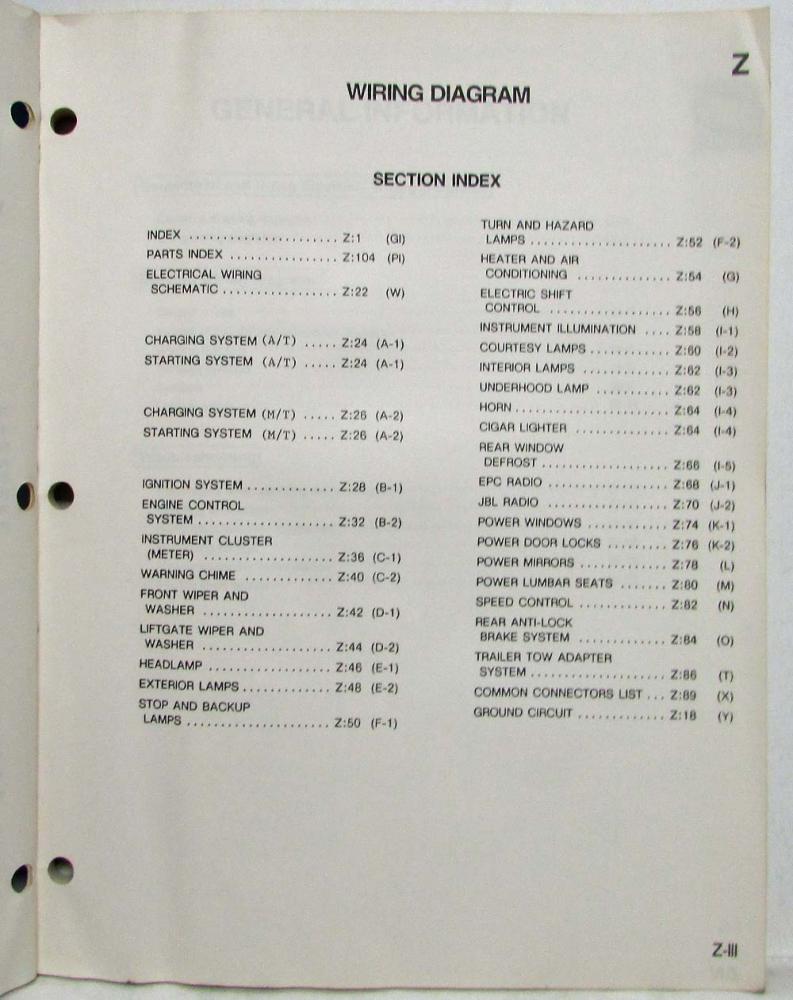 Z
WIRING DIAGRAM
SECTION INDEX
INDEX ...................... Z:1 (GI)
PARTS INDEX ................ Z:104 (PI)
ELECTRICAL WIRING
SCHEMATIC ................. Z:22 (W)
CHARGING SYSTEM (A/T) ..... Z:24 (A-1)
STARTING SYSTEM (A/T) ..... Z:24 (A-1)
CHARGING SYSTEM (M/T) ..... Z:26 (A-2)
STARTING SYSTEM (M/T) ..... Z:26 (A-2)
IGNITION SYSTEM ............. Z:28 (B-1)
ENGINE CONTROL
SYSTEM .................... Z:32 (B-2)
INSTRUMENT CLUSTER
(METER) ................... Z:36 (C-1)
WARNING CHIME ............. Z:40 (C-2)
FRONT WIPER AND
WASHER ................... Z:42 (D-1)
LIFTGATE WIPER AND
WASHER ................... Z:44 (D-2)
HEADLAMP .................. Z:46 (E-1)
EXTERIOR LAMPS ............. Z:48 (E-2)
STOP AND BACKUP
LAMPS ..................... Z:50 (F-1)
TURN AND HAZARD
LAMPS ..................... Z:52 (F-2)
HEATER AND AIR
CONDITIONING .............. Z:54 (G)
ELECTRIC SHIFT
CONTROL .................. Z:56 (H)
INSTRUMENT ILLUMINATION .... Z:58 (I-1)
COURTESY LAMPS ............ Z:60 (I-2)
INTERIOR LAMPS ............. Z:62 (I-3)
UNDERHOOD LAMP ........... Z:62 (I-3)
HORN ....................... Z:64 (I-4)
CIGAR LIGHTER .............. Z:64 (I-4)
REAR WINDOW
DEFROST ................... Z:66 (I-5)
EPC RADIO .................. Z:68 (J-1)
JBL RADIO .................. Z:70 (J-2)
POWER WINDOWS ............ Z:74 (K-1)
POWER DOOR LOCKS ......... Z:76 (K-2)
POWER MIRRORS ............. Z:78 (L)
POWER LUMBAR SEATS ....... Z:80 (M)
SPEED CONTROL ............. Z:82 (N)
REAR ANTI-LOCK
BRAKE SYSTEM ............. Z:84 (O)
TRAILER TOW ADAPTER
SYSTEM .................... Z:86 (T)
COMMON CONNECTORS LIST ... Z:89 (X)
GROUND CIRCUIT ............. Z:18 (Y)
Z-III